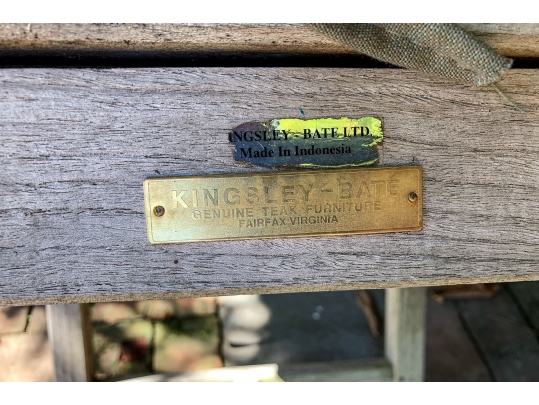 INGSLEY - BATE LTD.
Made In Indonesia
KINGSLEY-BATE
GENUINE TEAK FURNITURE
FAIRFAX VIRGINIA